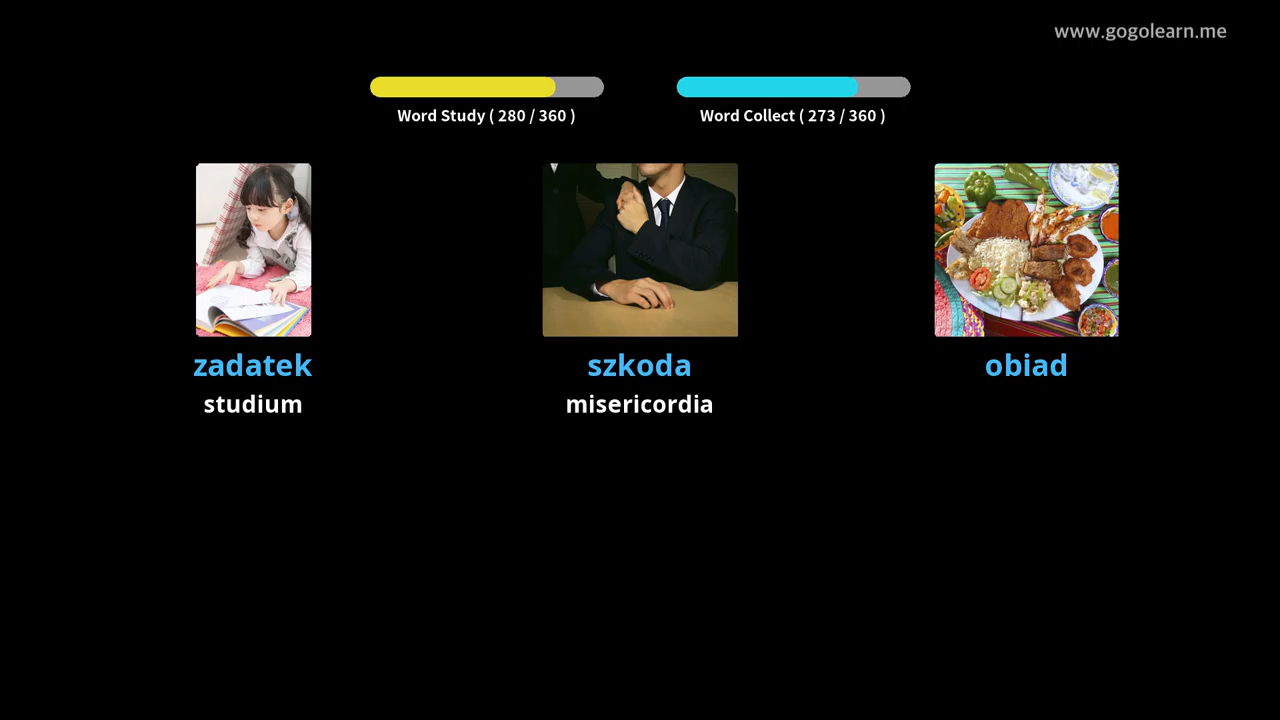 www.gogolearn.me
Word Study ( 280 / 360 )
Word Collect ( 273 / 360 )
zadatek
szkoda
obiad
studium
misericordia